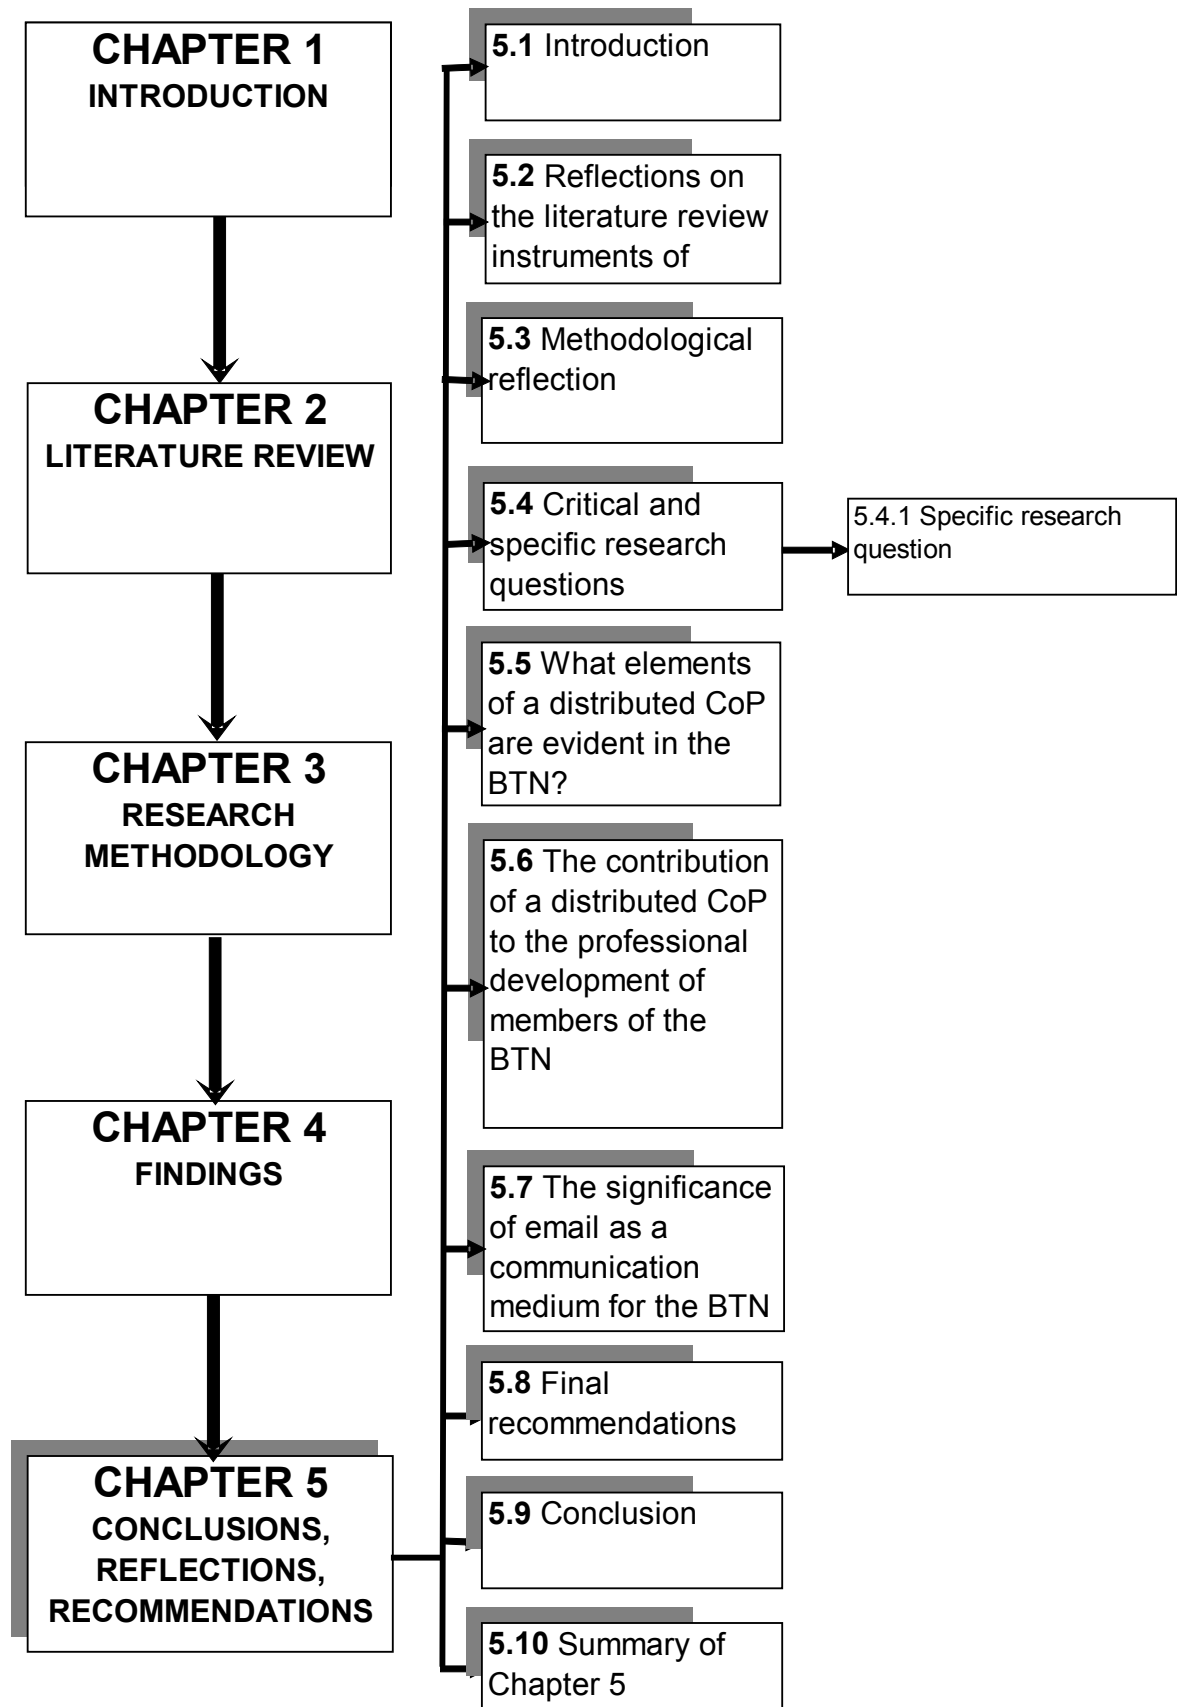 CHAPTER 1
INTRODUCTION
CHAPTER 2
LITERATURE REVIEW
CHAPTER 3
RESEARCH
METHODOLOGY
CHAPTER 4
FINDINGS
CHAPTER 5
CONCLUSIONS,
REFLECTIONS,
RECOMMENDATIONS
5.1 Introduction
5.2 Reflections on
the literature review
instruments of
5.3 Methodological
reflection
5.4 Critical and
specific research
questions
5.4.1 Specific research
question
5.5 What elements
of a distributed CoP
are evident in the
BTN?
5.6 The contribution
of a distributed CoP
to the professional
development of
members of the
BTN
5.7 The significance
of email as a
communication
medium for the BTN
5.8 Final
recommendations
5.9 Conclusion
5.10 Summary of
Chapter 5